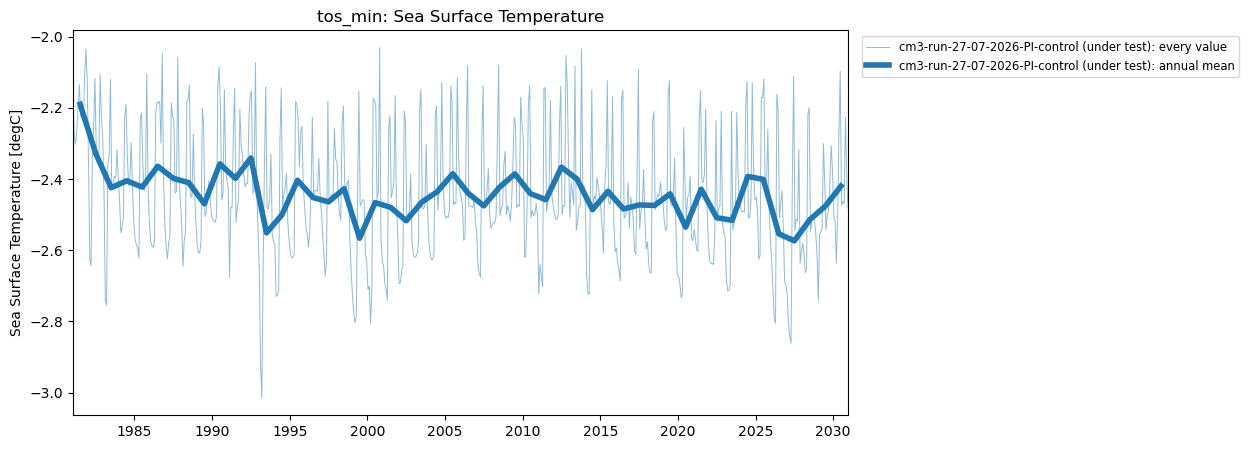 tos_min: Sea Surface Temperature
cm3-run-27-07-2026-PI-control (under test): every value
cm3-run-27-07-2026-PI-control (under test): annual mean
Sea Surface Temperature [degC]
−2.0
−2.2
−2.4
−2.6
−2.8
−3.0
1985 1990 1995 2000 2005 2010 2015 2020 2025 2030